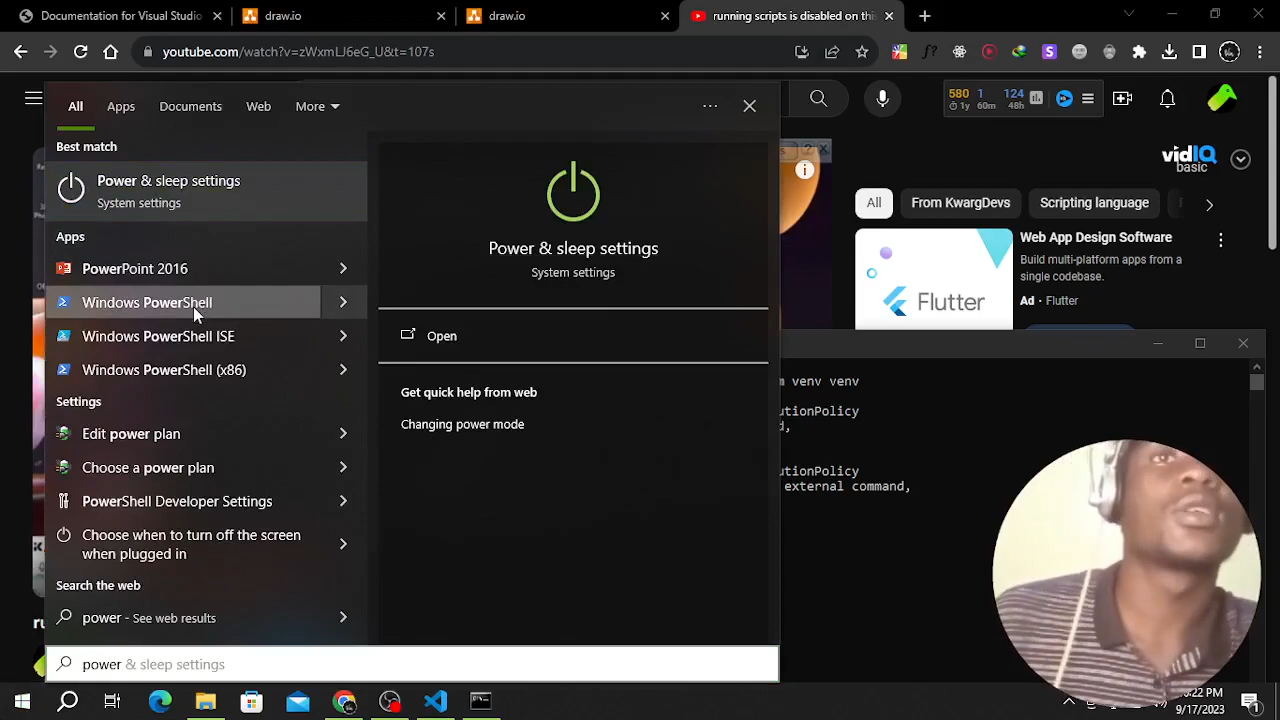 Documentation for Visual Studio
draw.io
draw.io
running scripts is disabled on this
youtube.com/watch?v=zWxmLJ6eG_U&t=107s
All
Apps
Documents
Web
More
Best match
Power & sleep settings
System settings
Apps
PowerPoint 2016
Windows PowerShell
Windows PowerShell ISE
Windows PowerShell (x86)
Settings
Edit power plan
Choose a power plan
PowerShell Developer Settings
Choose when to turn off the screen
when plugged in
Search the web
power - See web results
power & sleep settings
Power & sleep settings
System settings
Open
Get quick help from web
Changing power mode
580 1 124
1y 60m 48h
vidIQ
basic
All
From KwargDevs
Scripting language
Flutter
Web App Design Software
Build multi-platform apps from a
single codebase.
Ad · Flutter
venv venv
utionPolicy
d,
utionPolicy
external command,
:22 PM
9/17/2023
1